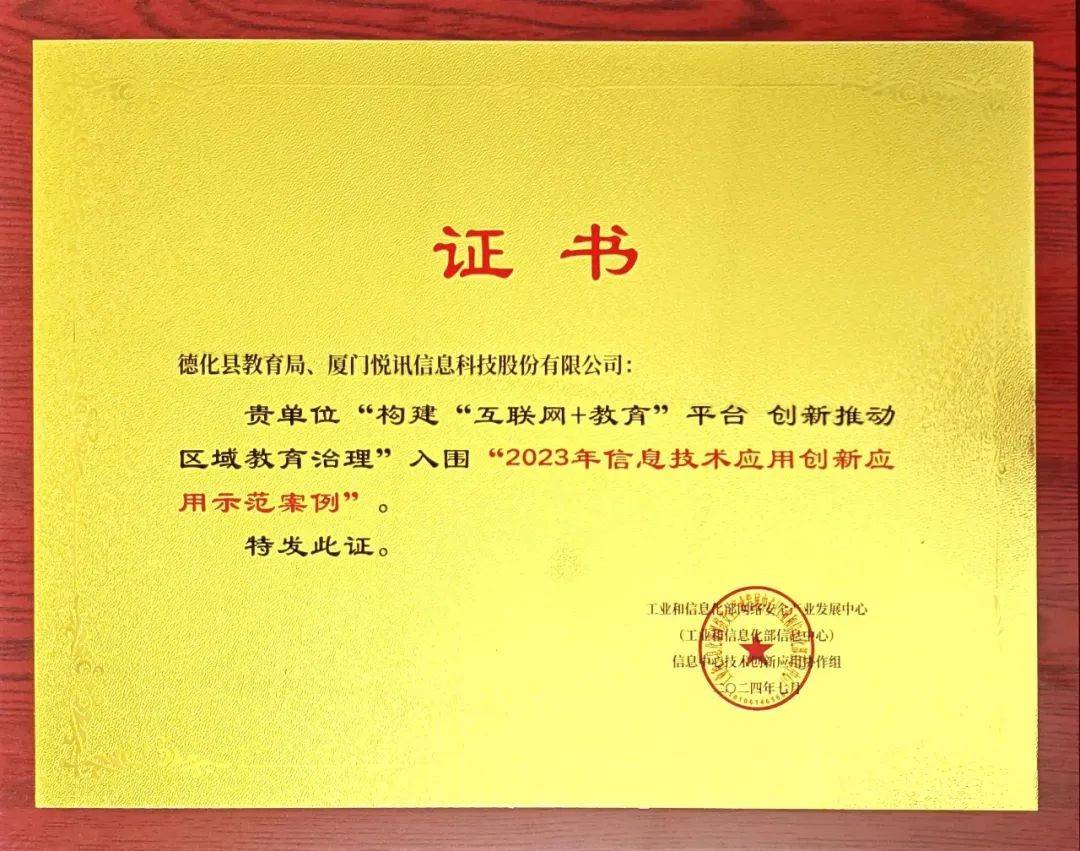 证 书
德化县教育局、厦门悦讯信息科技股份有限公司：
贵单位“构建“互联网+教育”平台 创新推动
区域教育治理”入围“2023年信息技术应用创新应
用示范案例”。
特发此证。
工业和信息化部网络安全产业发展中心
（工业和信息化部信息中心）
信息中心技术创新应用协作组
二〇二四年七月